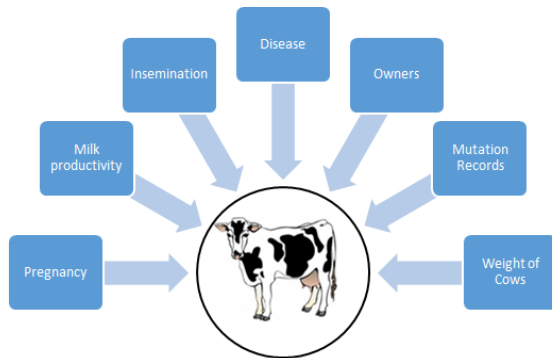 Disease
Insemination
Owners
Milk
productivity
Mutation
Records
Pregnancy
Weight of
Cows